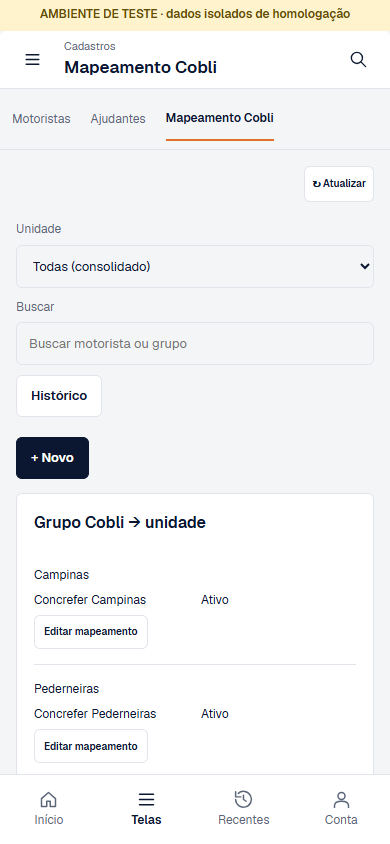 AMBIENTE DE TESTE · dados isolados de homologação
Cadastros
Mapeamento Cobli
Motoristas Ajudantes Mapeamento Cobli
↻ Atualizar
Unidade
Todas (consolidado)
Buscar
Buscar motorista ou grupo
Histórico
+ Novo
Grupo Cobli → unidade
Campinas
Concrefer Campinas Ativo
Editar mapeamento
Pederneiras
Concrefer Pederneiras Ativo
Editar mapeamento
Início Telas Recentes Conta